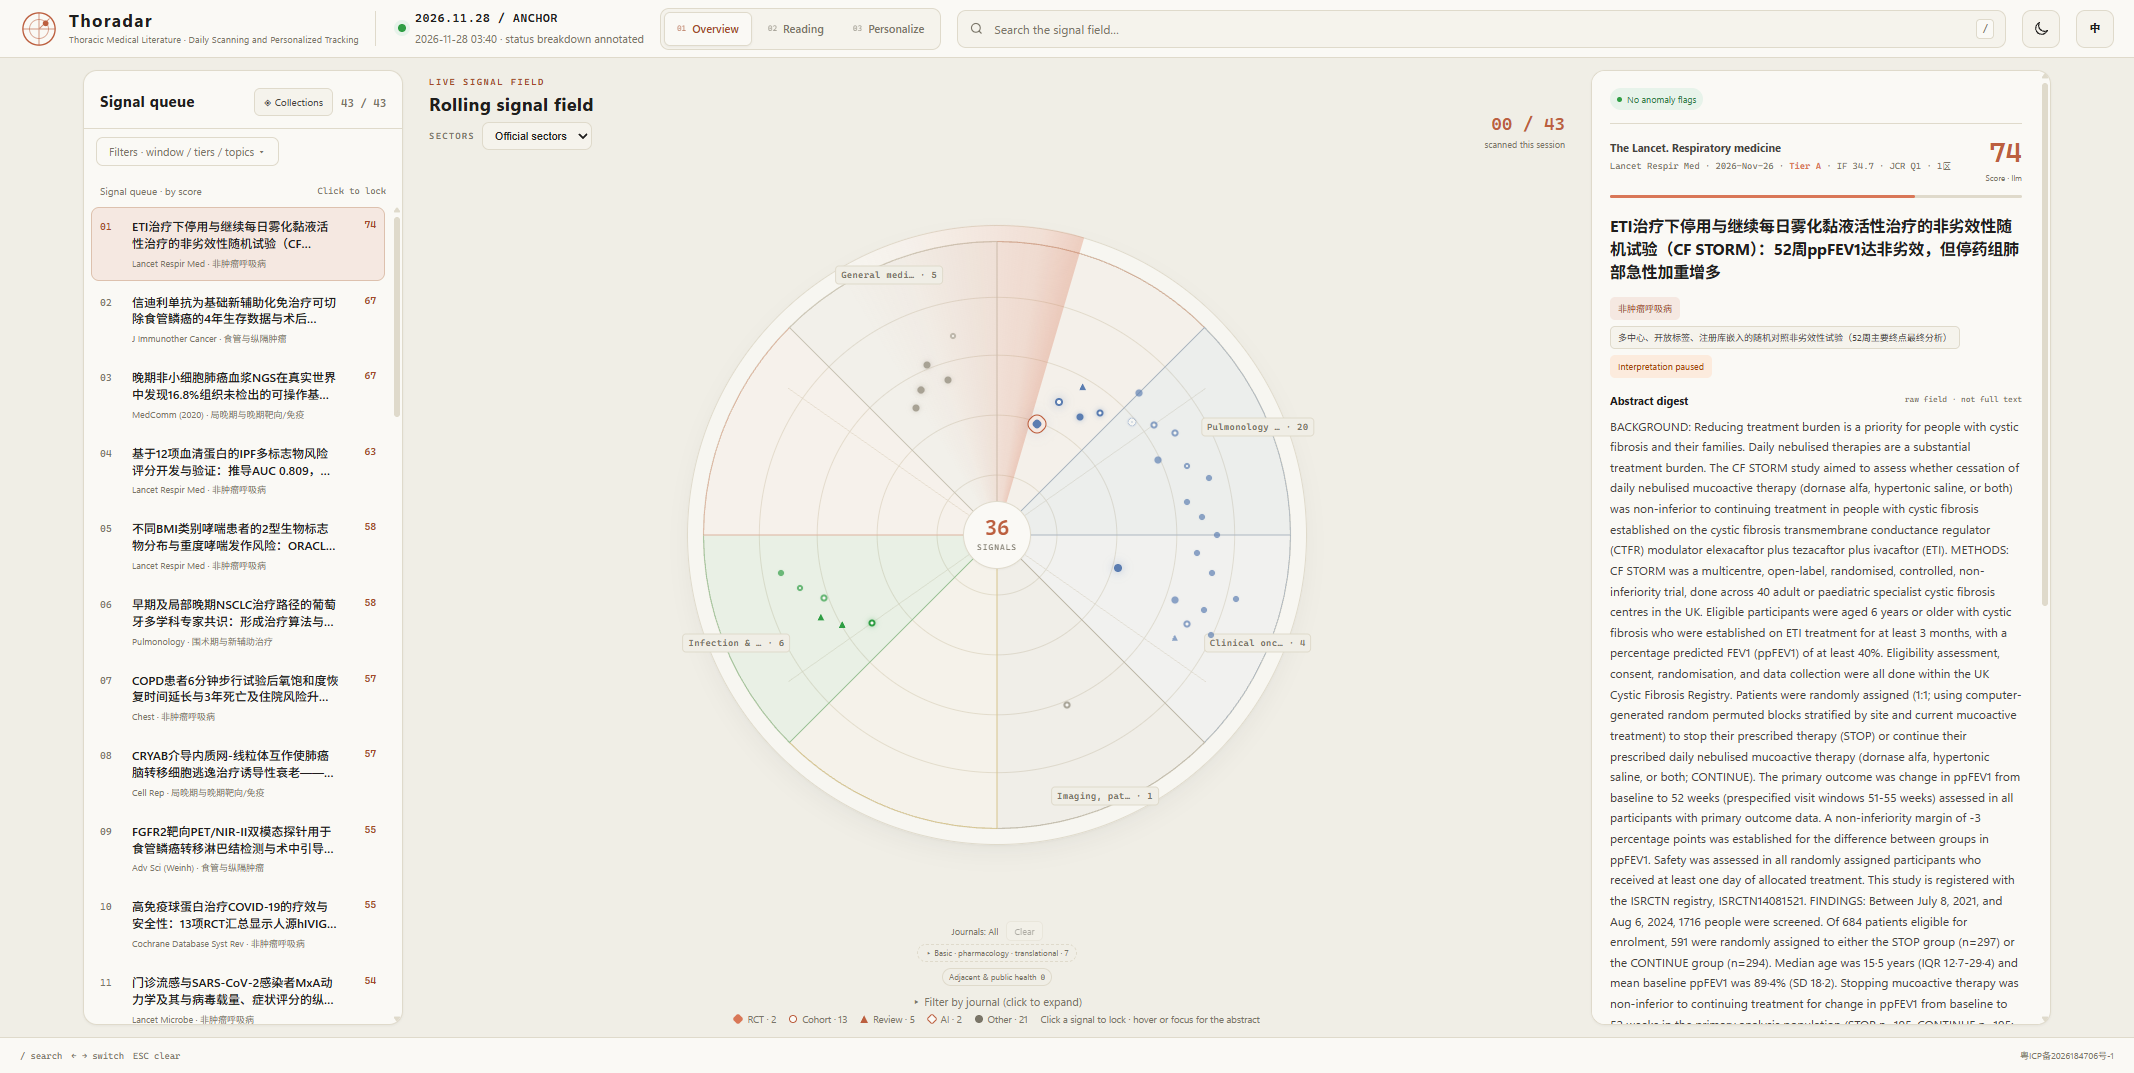 Thoradar
Thoracic Medical Literature · Daily Scanning and Personalized Tracking
2026.11.28 / ANCHOR
2026-11-28 03:40 · status breakdown annotated
01 Overview
02 Reading
03 Personalize
Search the signal field...
/
中
Signal queue
◈ Collections
43 / 43
Filters · window / tiers / topics
Signal queue · by score
Click to lock
01
ETI治疗下停用与继续每日雾化黏液活
性治疗的非劣效性随机试验（CF...
74
Lancet Respir Med · 非肿瘤呼吸病
02
信迪利单抗为基础新辅助化免治疗可切
除食管鳞癌的4年生存数据与术后...
67
J Immunother Cancer · 食管与纵隔肿瘤
03
晚期非小细胞肺癌血浆NGS在真实世界
中发现16.8%组织未检出的可操作基...
67
MedComm (2020) · 局晚期与晚期靶向/免疫
04
基于12项血清蛋白的IPF多标志物风险
评分开发与验证：推导AUC 0.809，...
63
Lancet Respir Med · 非肿瘤呼吸病
05
不同BMI类别哮喘患者的2型生物标志
物分布与重度哮喘发作风险：ORACL...
58
Lancet Respir Med · 非肿瘤呼吸病
06
早期及局部晚期NSCLC治疗路径的葡萄
牙多学科专家共识：形成治疗算法与...
58
Pulmonology · 围术期与新辅助治疗
07
COPD患者6分钟步行试验后氧饱和度恢
复时间延长与3年死亡及住院风险升...
57
Chest · 非肿瘤呼吸病
08
CRYAB介导内质网-线粒体互作使肺癌
脑转移细胞逃逸治疗诱导性衰老——...
57
Cell Rep · 局晚期与晚期靶向/免疫
09
FGFR2靶向PET/NIR-II双模态探针用于
食管鳞癌转移淋巴结检测与术中引导...
55
Adv Sci (Weinh) · 食管与纵隔肿瘤
10
高免疫球蛋白治疗COVID-19的疗效与
安全性：13项RCT汇总显示人源hIVIG...
55
Cochrane Database Syst Rev · 非肿瘤呼吸病
11
门诊流感与SARS-CoV-2感染者MxA动
力学及其与病毒载量、症状评分的纵...
54
Lancet Microbe · 非肿瘤呼吸病
LIVE SIGNAL FIELD
Rolling signal field
SECTORS
Official sectors
00 / 43
scanned this session
General medi… · 5
Pulmonology … · 20
Clinical onc… · 4
Imaging, pat… · 1
Infection & … · 6
36
SIGNALS
Journals: All
Clear
Basic · pharmacology · translational · 7
Adjacent & public health 0
Filter by journal (click to expand)
RCT · 2
Cohort · 13
Review · 5
AI · 2
Other · 21
Click a signal to lock · hover or focus for the abstract
No anomaly flags
The Lancet. Respiratory medicine
Lancet Respir Med · 2026-Nov-26 · Tier A · IF 34.7 · JCR Q1 · 1区
74
Score · llm
ETI治疗下停用与继续每日雾化黏液活性治疗的非劣效性随
机试验（CF STORM）：52周ppFEV1达非劣效，但停药组肺
部急性加重增多
非肿瘤呼吸病
多中心、开放标签、注册库嵌入的随机对照非劣效性试验（52周主要终点最终分析）
Interpretation paused
Abstract digest
raw field · not full text
BACKGROUND: Reducing treatment burden is a priority for people with cystic
fibrosis and their families. Daily nebulised therapies are a substantial
treatment burden. The CF STORM study aimed to assess whether cessation of
daily nebulised mucoactive therapy (dornase alfa, hypertonic saline, or both)
was non-inferior to continuing treatment in people with cystic fibrosis
established on the cystic fibrosis transmembrane conductance regulator
(CTFR) modulator elexacaftor plus tezacaftor plus ivacaftor (ETI). METHODS:
CF STORM was a multicentre, open-label, randomised, controlled, non-
inferiority trial, done across 40 adult or paediatric specialist cystic fibrosis
centres in the UK. Eligible participants were aged 6 years or older with cystic
fibrosis who were established on ETI treatment for at least 3 months, with a
percentage predicted FEV1 (ppFEV1) of at least 40%. Eligibility assessment,
consent, randomisation, and data collection were all done within the UK
Cystic Fibrosis Registry. Patients were randomly assigned (1:1; using computer-
generated random permuted blocks stratified by site and current mucoactive
treatment) to stop their prescribed therapy (STOP) or continue their
prescribed daily nebulised mucoactive therapy (dornase alfa, hypertonic
saline, or both; CONTINUE). The primary outcome was change in ppFEV1 from
baseline to 52 weeks (prespecified visit windows 51-55 weeks) assessed in all
participants with primary outcome data. A non-inferiority margin of -3
percentage points was established for the difference between groups in
ppFEV1. Safety was assessed in all randomly assigned participants who
received at least one day of allocated treatment. This study is registered with
the ISRCTN registry, ISRCTN14081521. FINDINGS: Between July 8, 2021, and
Aug 6, 2024, 1716 people were screened. Of 684 patients eligible for
enrolment, 591 were randomly assigned to either the STOP group (n=297) or
the CONTINUE group (n=294). Median age was 15·5 years (IQR 12·7-29·4) and
mean baseline ppFEV1 was 89·4% (SD 18·2). Stopping mucoactive therapy was
non-inferior to continuing treatment for change in ppFEV1 from baseline to
/ search
← → switch
ESC clear
粤ICP备2026184706号-1